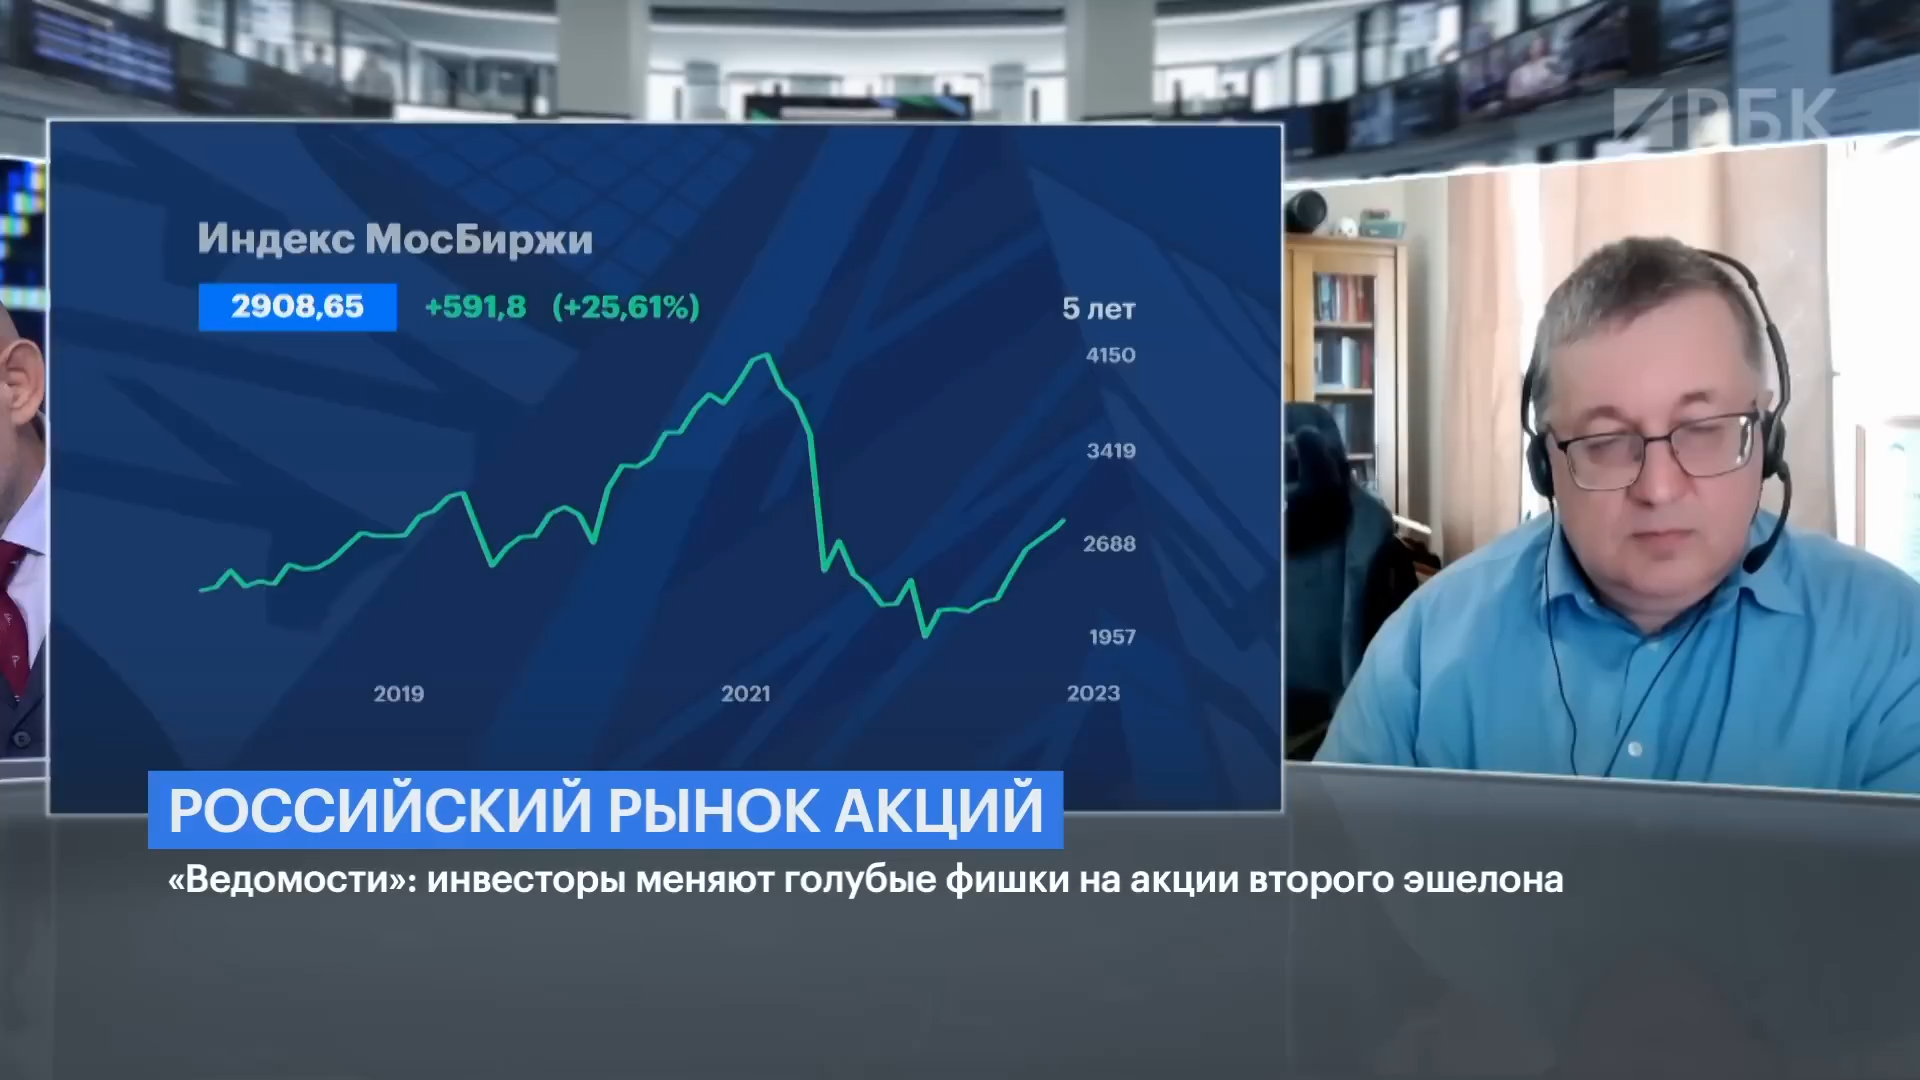 РБК
Индекс МосБиржи
2908,65 +591,8 (+25,61%)
5 лет
4150
3419
2688
1957
2019 2021 2023
РОССИЙСКИЙ РЫНОК АКЦИЙ
«Ведомости»: инвесторы меняют голубые фишки на акции второго эшелона